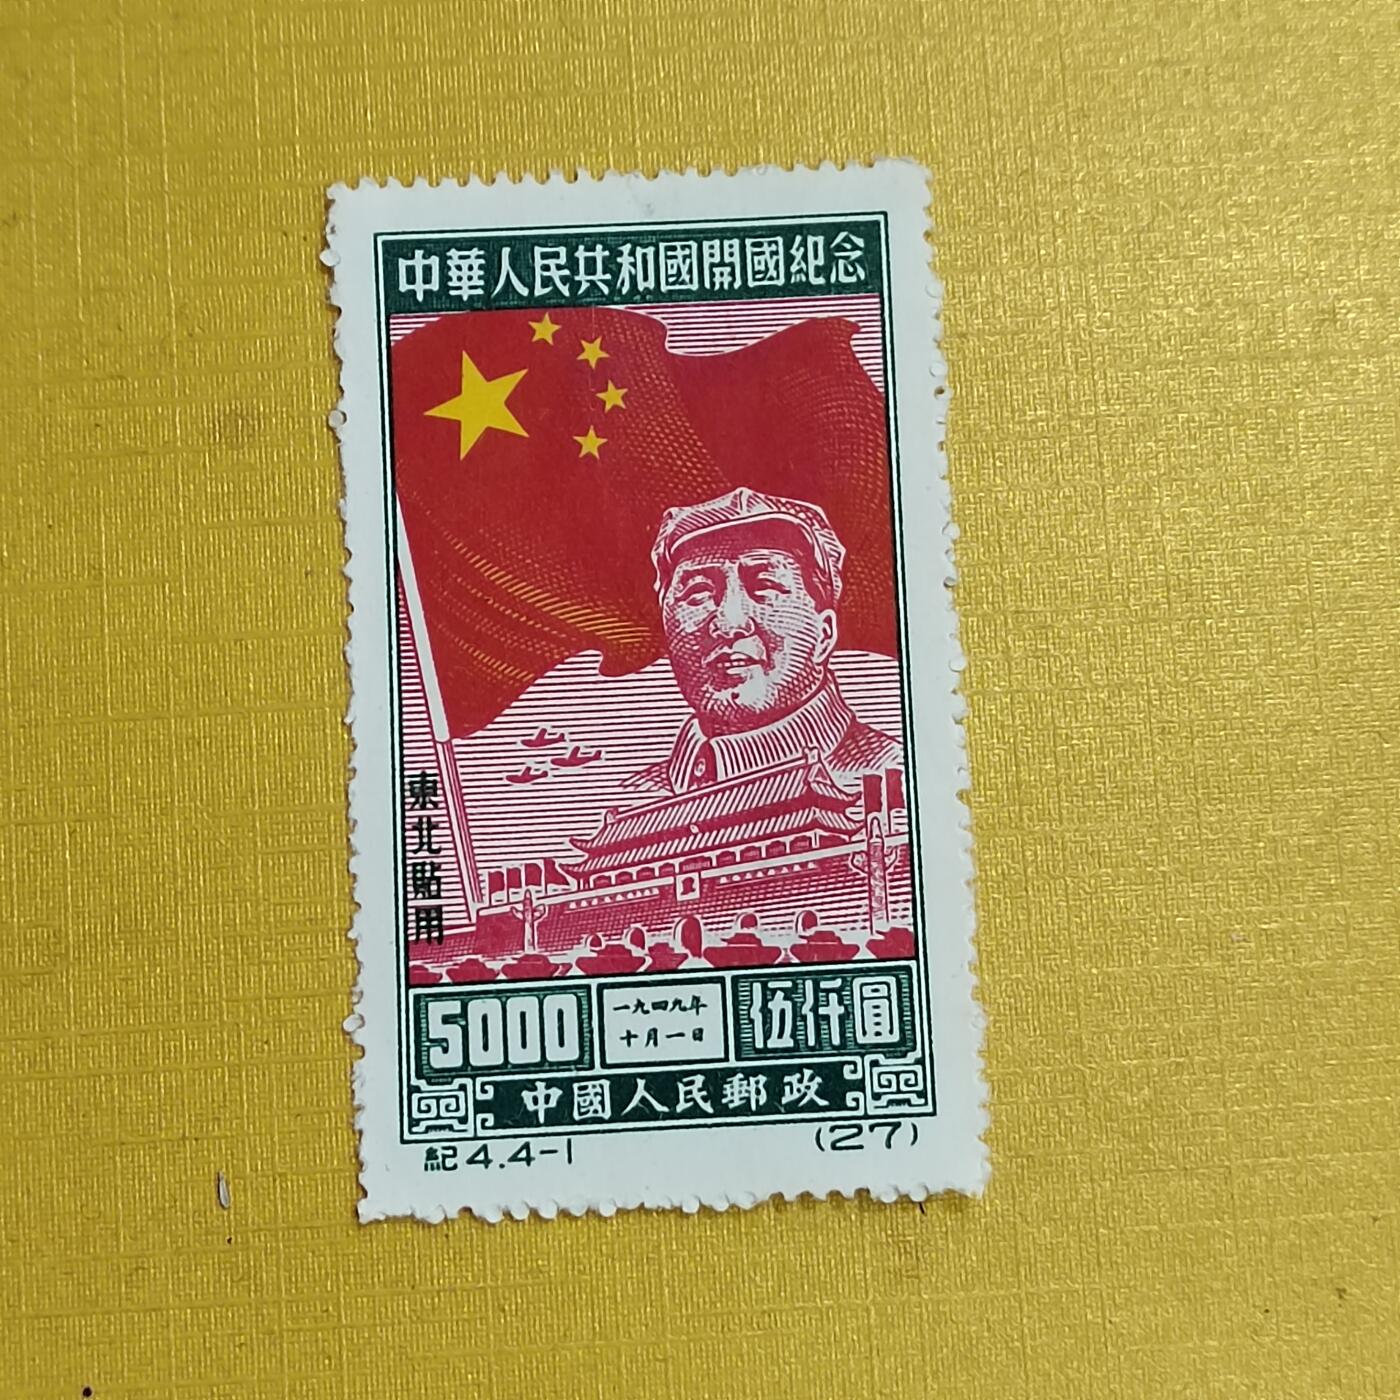 中華人民共和國開國紀念
東北貼用
5000
一九四九年
十月一日
伍仟圓
中國人民郵政
紀4.4-1
(27)